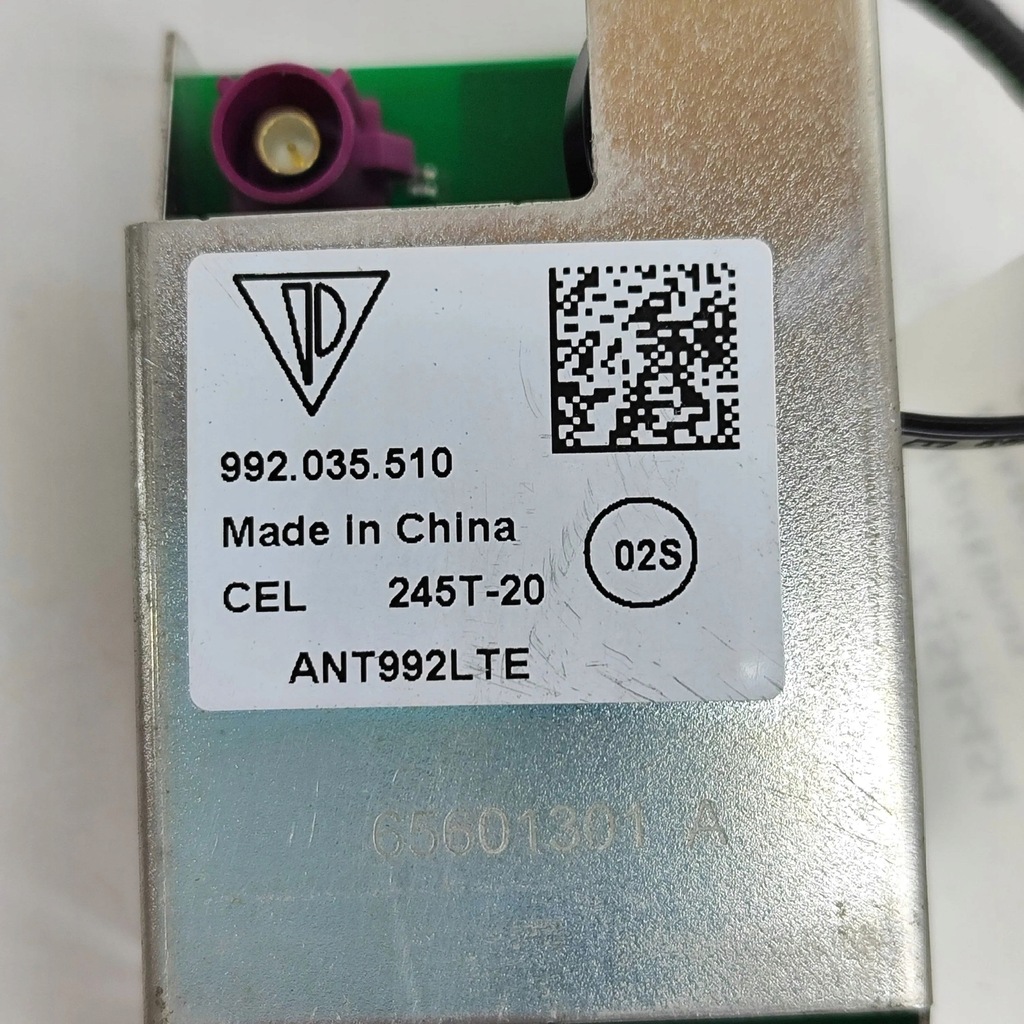 992.035.510
Made in China
CEL 245T-20
02S
ANT992LTE
65601301 A